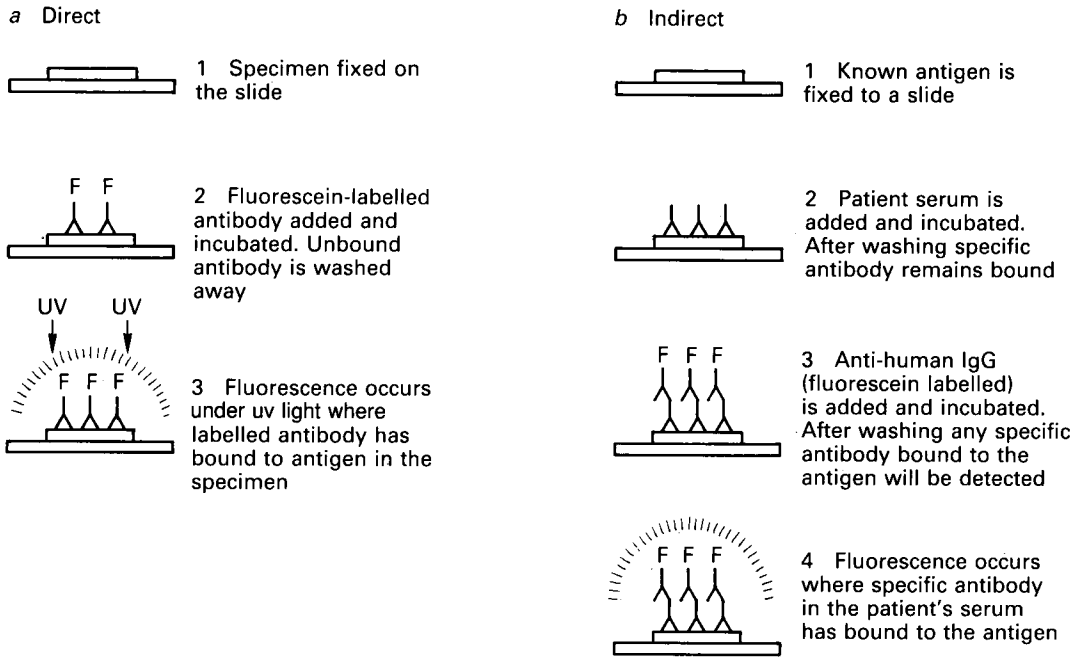 a Direct
1 Specimen fixed on
the slide
F F
2 Fluorescein-labelled
antibody added and
incubated. Unbound
antibody is washed
away
UV UV
F F F
3 Fluorescence occurs
under uv light where
labelled antibody has
bound to antigen in the
specimen
b Indirect
1 Known antigen is
fixed to a slide
2 Patient serum is
added and incubated.
After washing specific
antibody remains bound
F F F
3 Anti-human IgG
(fluorescein labelled)
is added and incubated.
After washing any specific
antibody bound to the
antigen will be detected
F F F
4 Fluorescence occurs
where specific antibody
in the patient's serum
has bound to the antigen